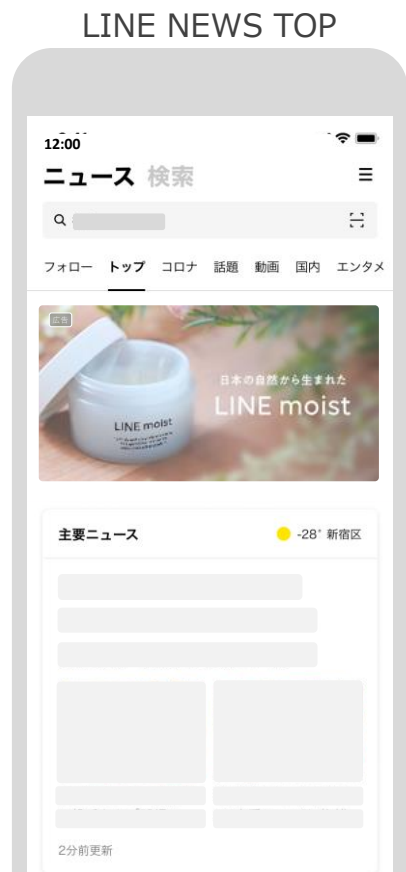 LINE NEWS TOP
12:00
ニュース 検索
フォロー トップ コロナ 話題 動画 国内 エンタメ
広告
日本の自然から生まれた
LINE moist
LINE moist
主要ニュース -28° 新宿区
2分前更新